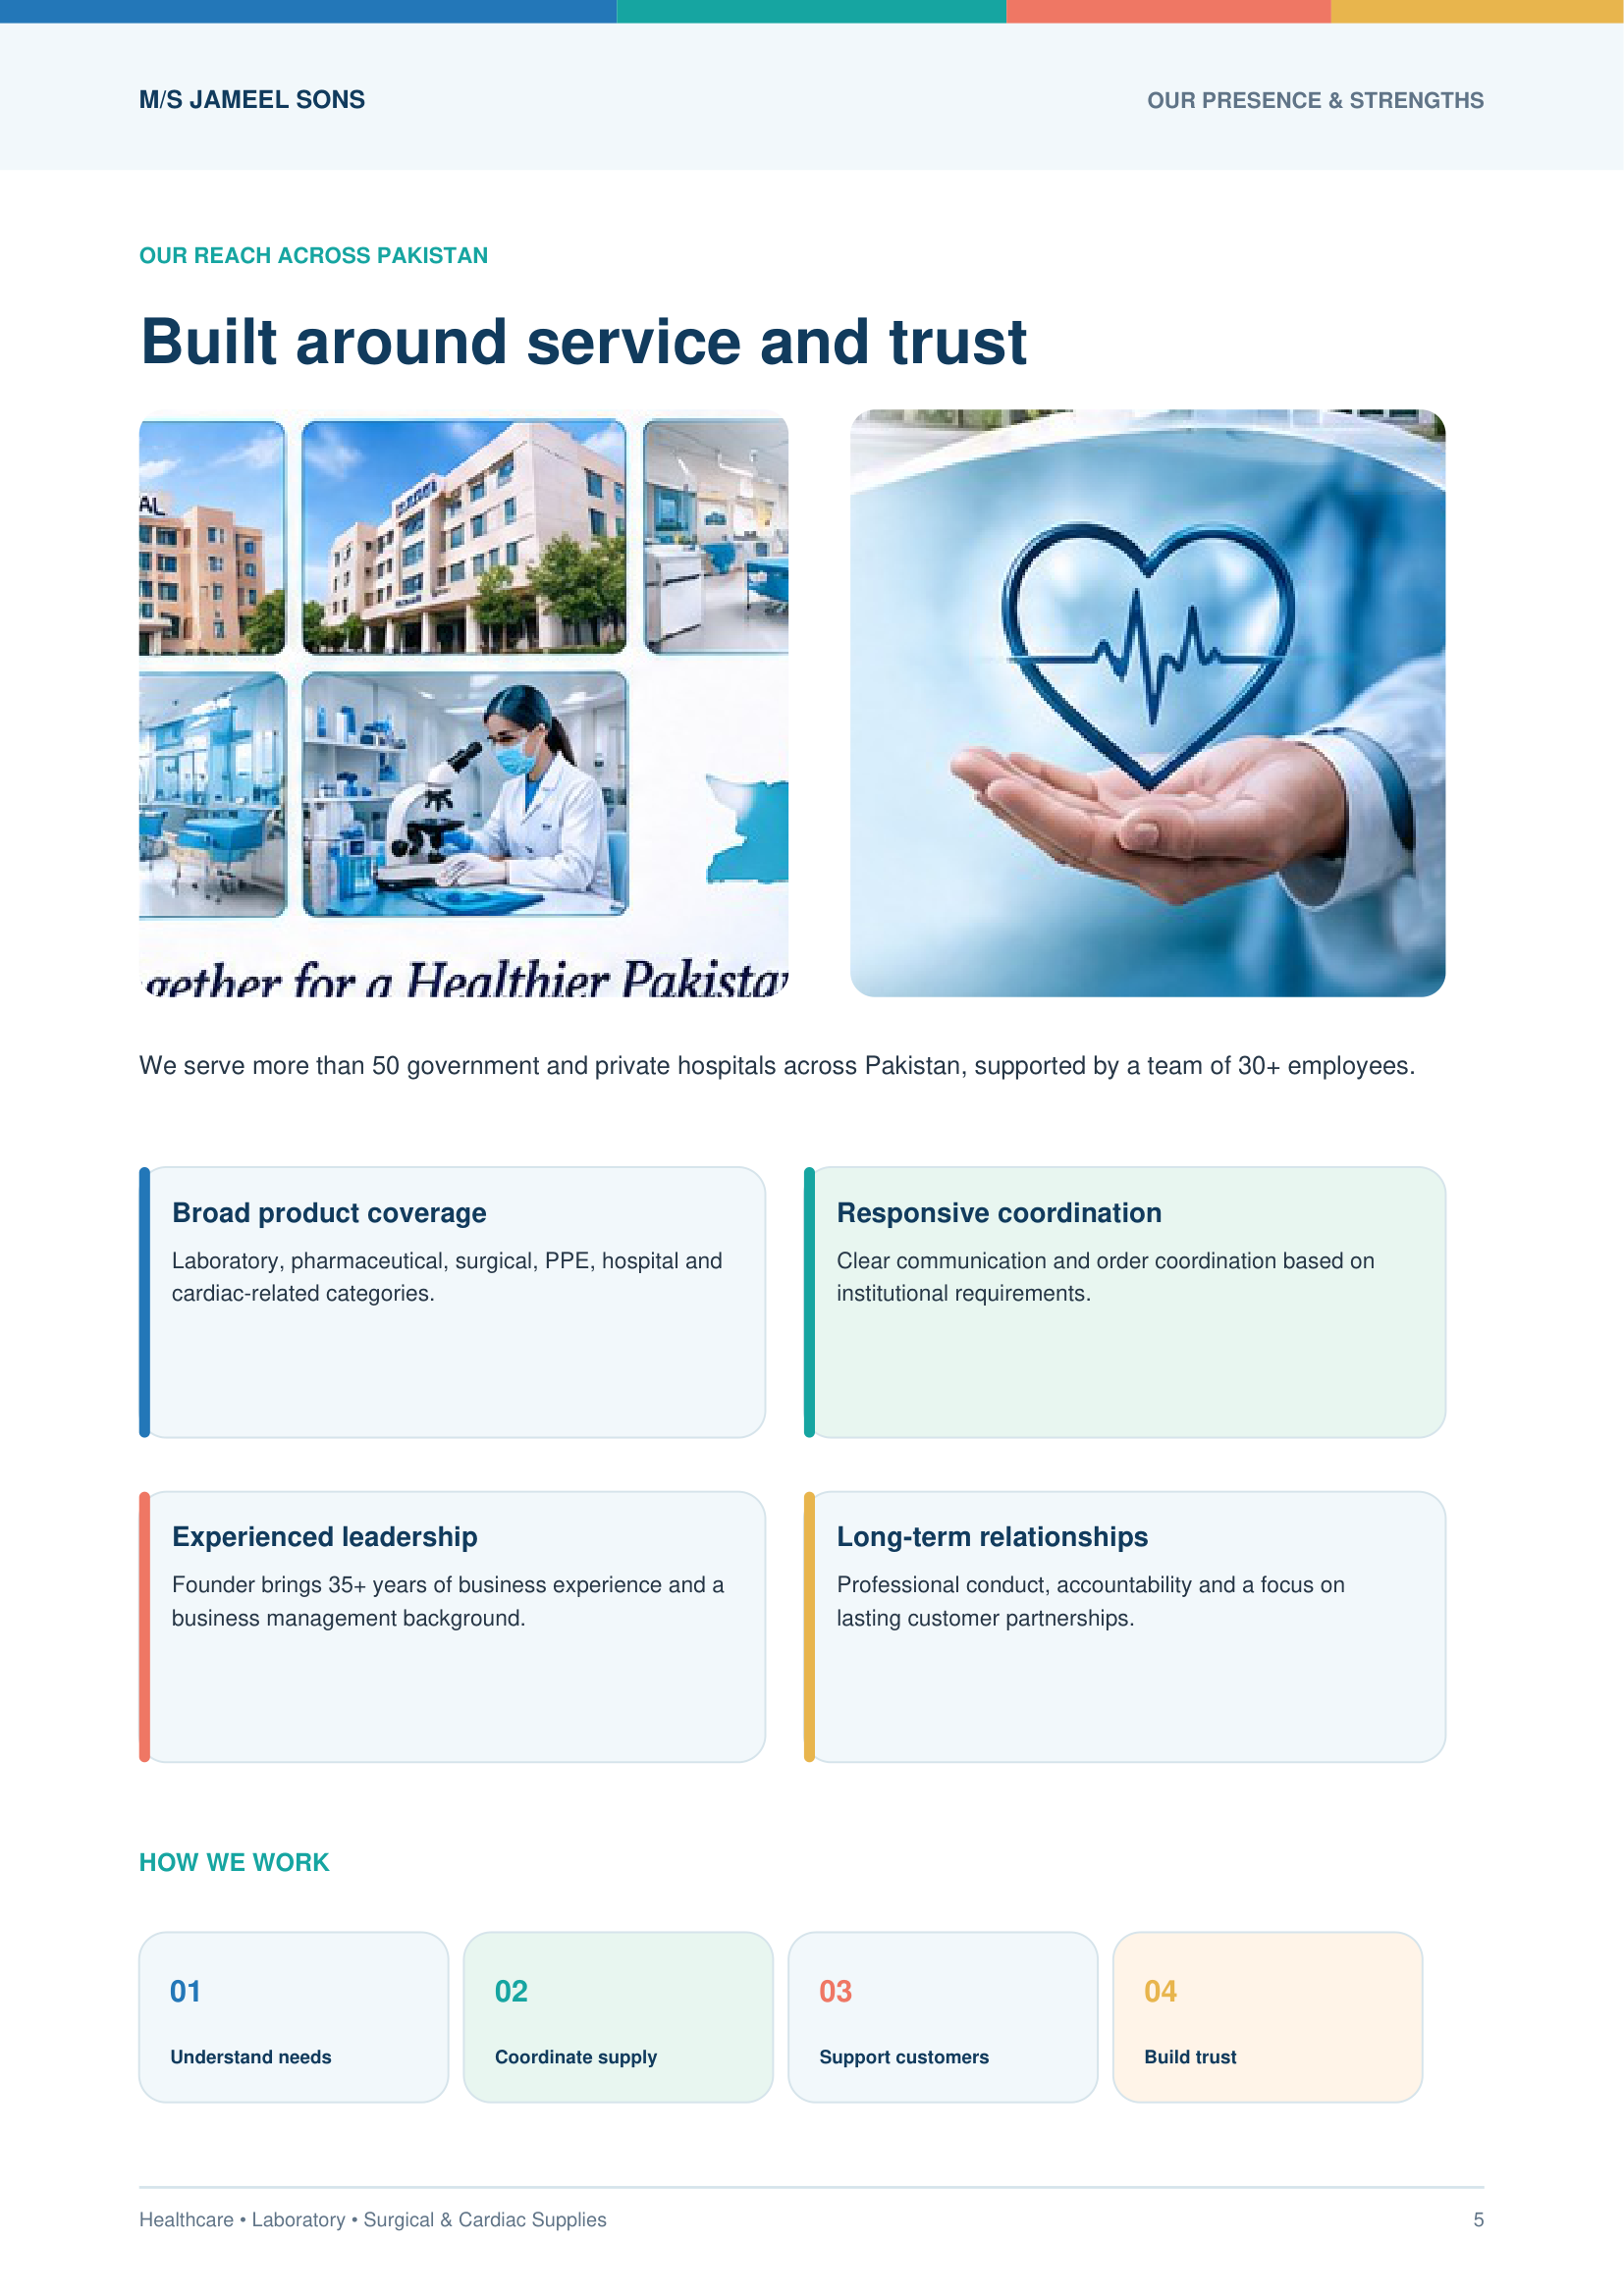 M/S JAMEEL SONS
OUR PRESENCE & STRENGTHS
OUR REACH ACROSS PAKISTAN
Built around service and trust
AL
gether for a Healthier Pakistan
We serve more than 50 government and private hospitals across Pakistan, supported by a team of 30+ employees.
Broad product coverage
Laboratory, pharmaceutical, surgical, PPE, hospital and
cardiac-related categories.
Responsive coordination
Clear communication and order coordination based on
institutional requirements.
Experienced leadership
Founder brings 35+ years of business experience and a
business management background.
Long-term relationships
Professional conduct, accountability and a focus on
lasting customer partnerships.
HOW WE WORK
01
Understand needs
02
Coordinate supply
03
Support customers
04
Build trust
Healthcare • Laboratory • Surgical & Cardiac Supplies
5